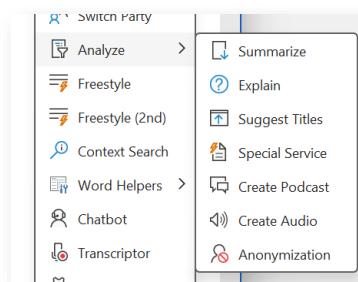 Switch Party
Analyze
Freestyle
Freestyle (2nd)
Context Search
Word Helpers
Chatbot
Transcriptor
Summarize
Explain
Suggest Titles
Special Service
Create Podcast
Create Audio
Anonymization